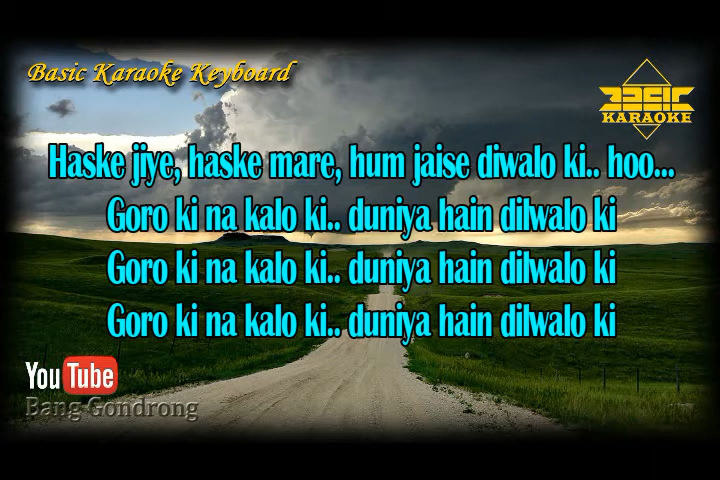 Basic Karaoke Keyboard
BASIC
KARAOKE
Haske jiye, haske mare, hum jaise diwalo ki.. hoo...
Goro ki na kalo ki.. duniya hain dilwalo ki
Goro ki na kalo ki.. duniya hain dilwalo ki
Goro ki na kalo ki.. duniya hain dilwalo ki
YouTube
Bang Gondrong